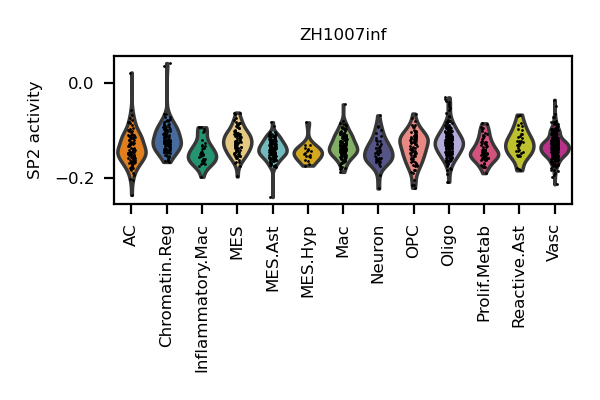 ZH1007inf
SP2 activity
0.0
−0.2
AC
Chromatin.Reg
Inflammatory.Mac
MES
MES.Ast
MES.Hyp
Mac
Neuron
OPC
Oligo
Prolif.Metab
Reactive.Ast
Vasc